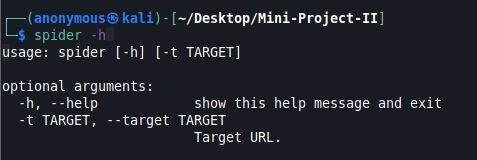 ┌──(anonymous㉿kali)-[~/Desktop/Mini-Project-II]
└─$ spider -h
usage: spider [-h] [-t TARGET]

optional arguments:
  -h, --help            show this help message and exit
  -t TARGET, --target TARGET
                        Target URL.